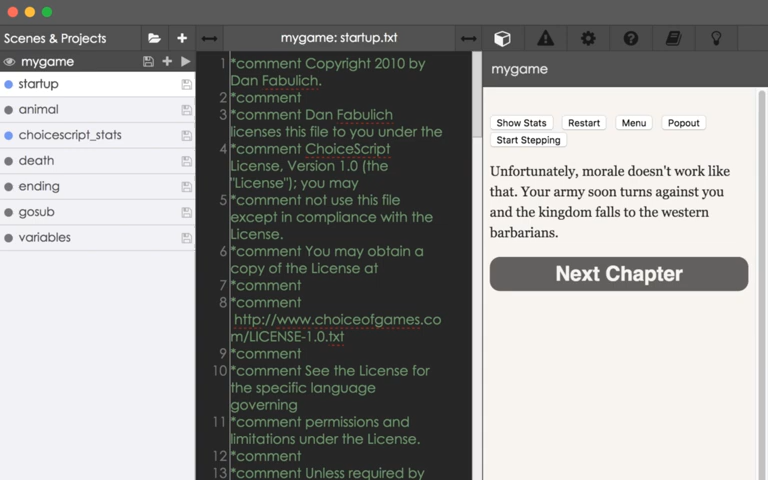 Scenes & Projects
mygame: startup.txt
mygame
mygame
startup
animal
choicescript_stats
death
ending
gosub
variables
1 *comment Copyright 2010 by
Dan Fabulich.
2 *comment
3 *comment Dan Fabulich
licenses this file to you under the
4 *comment ChoiceScript
License, Version 1.0 (the
"License"); you may
5 *comment not use this file
except in compliance with the
License.
6 *comment You may obtain a
copy of the License at
7 *comment
8 *comment
http://www.choiceofgames.co
m/LICENSE-1.0.txt
9 *comment
10 *comment See the License for
the specific language
governing
11 *comment permissions and
limitations under the License.
12 *comment
13 *comment Unless required by
Show Stats Restart Menu Popout
Start Stepping
Unfortunately, morale doesn't work like
that. Your army soon turns against you
and the kingdom falls to the western
barbarians.
Next Chapter